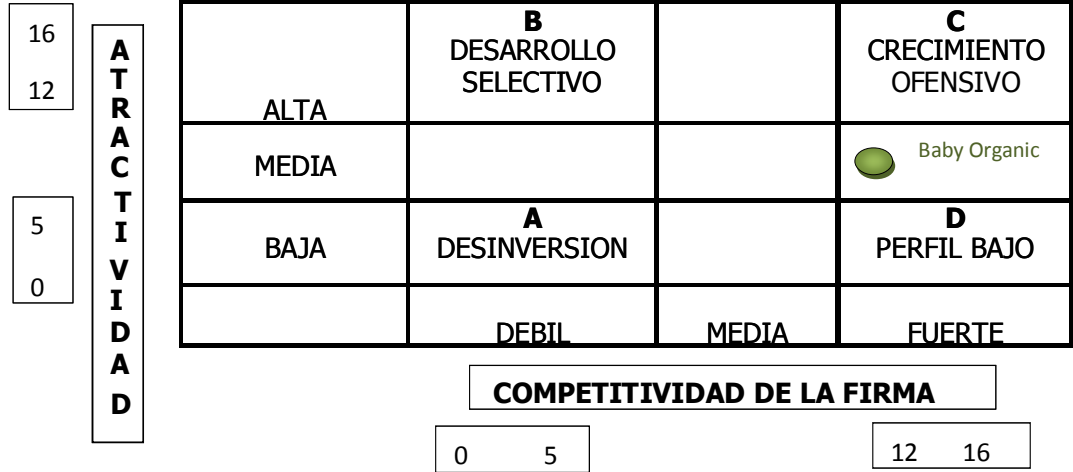 16
12
5
0
A
T
R
A
C
T
I
V
I
D
A
D
B
DESARROLLO
SELECTIVO
C
CRECIMIENTO
OFENSIVO
ALTA
MEDIA
Baby Organic
BAJA
A
DESINVERSION
D
PERFIL BAJO
DEBIL
MEDIA
FUERTE
COMPETITIVIDAD DE LA FIRMA
0 5
12 16